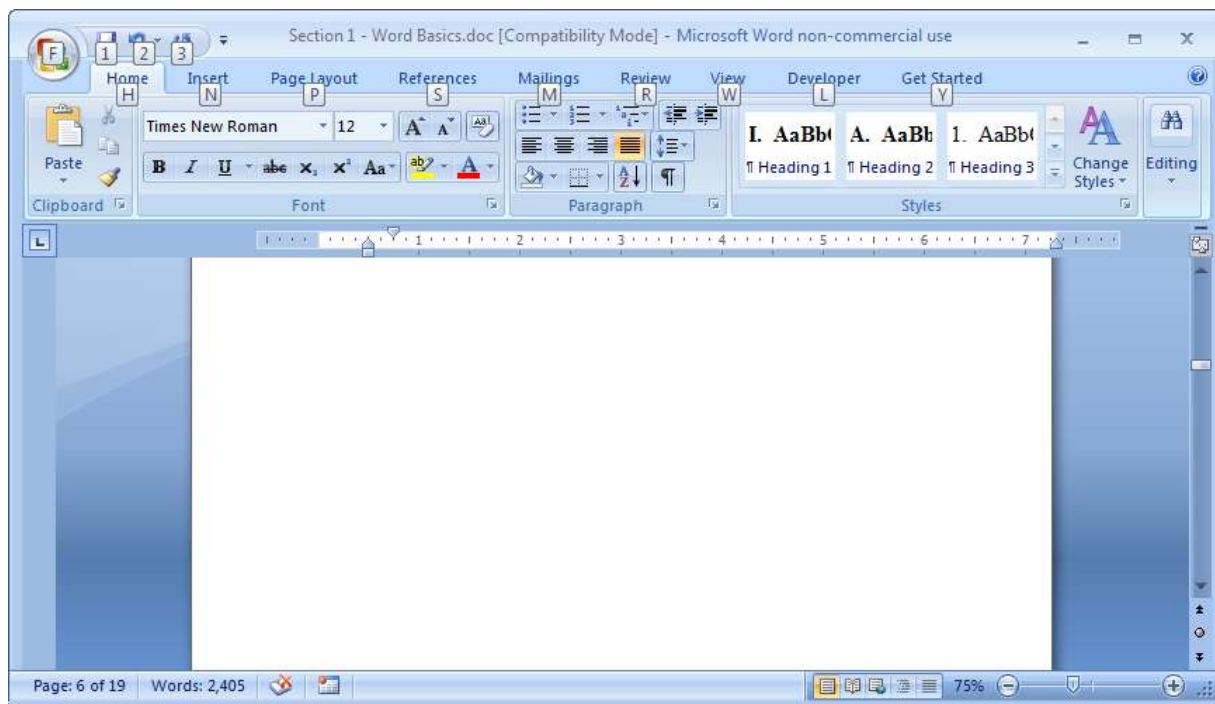 Section 1 - Word Basics.doc [Compatibility Mode] - Microsoft Word non-commercial use
F 1 2 3
Home Insert Page Layout References Mailings Review View Developer Get Started
H N P S M R W L Y
Times New Roman 12 A A Aa
I. AaBb( A. AaBb 1. AaBb(
Paste B I U abc x, x² Aa ab A A Z ¶ ¶ Heading 1 ¶ Heading 2 ¶ Heading 3 Change Styles Editing
Clipboard Font Paragraph Styles
L 1 2 3 4 5 6 7
Page: 6 of 19 Words: 2,405 75%